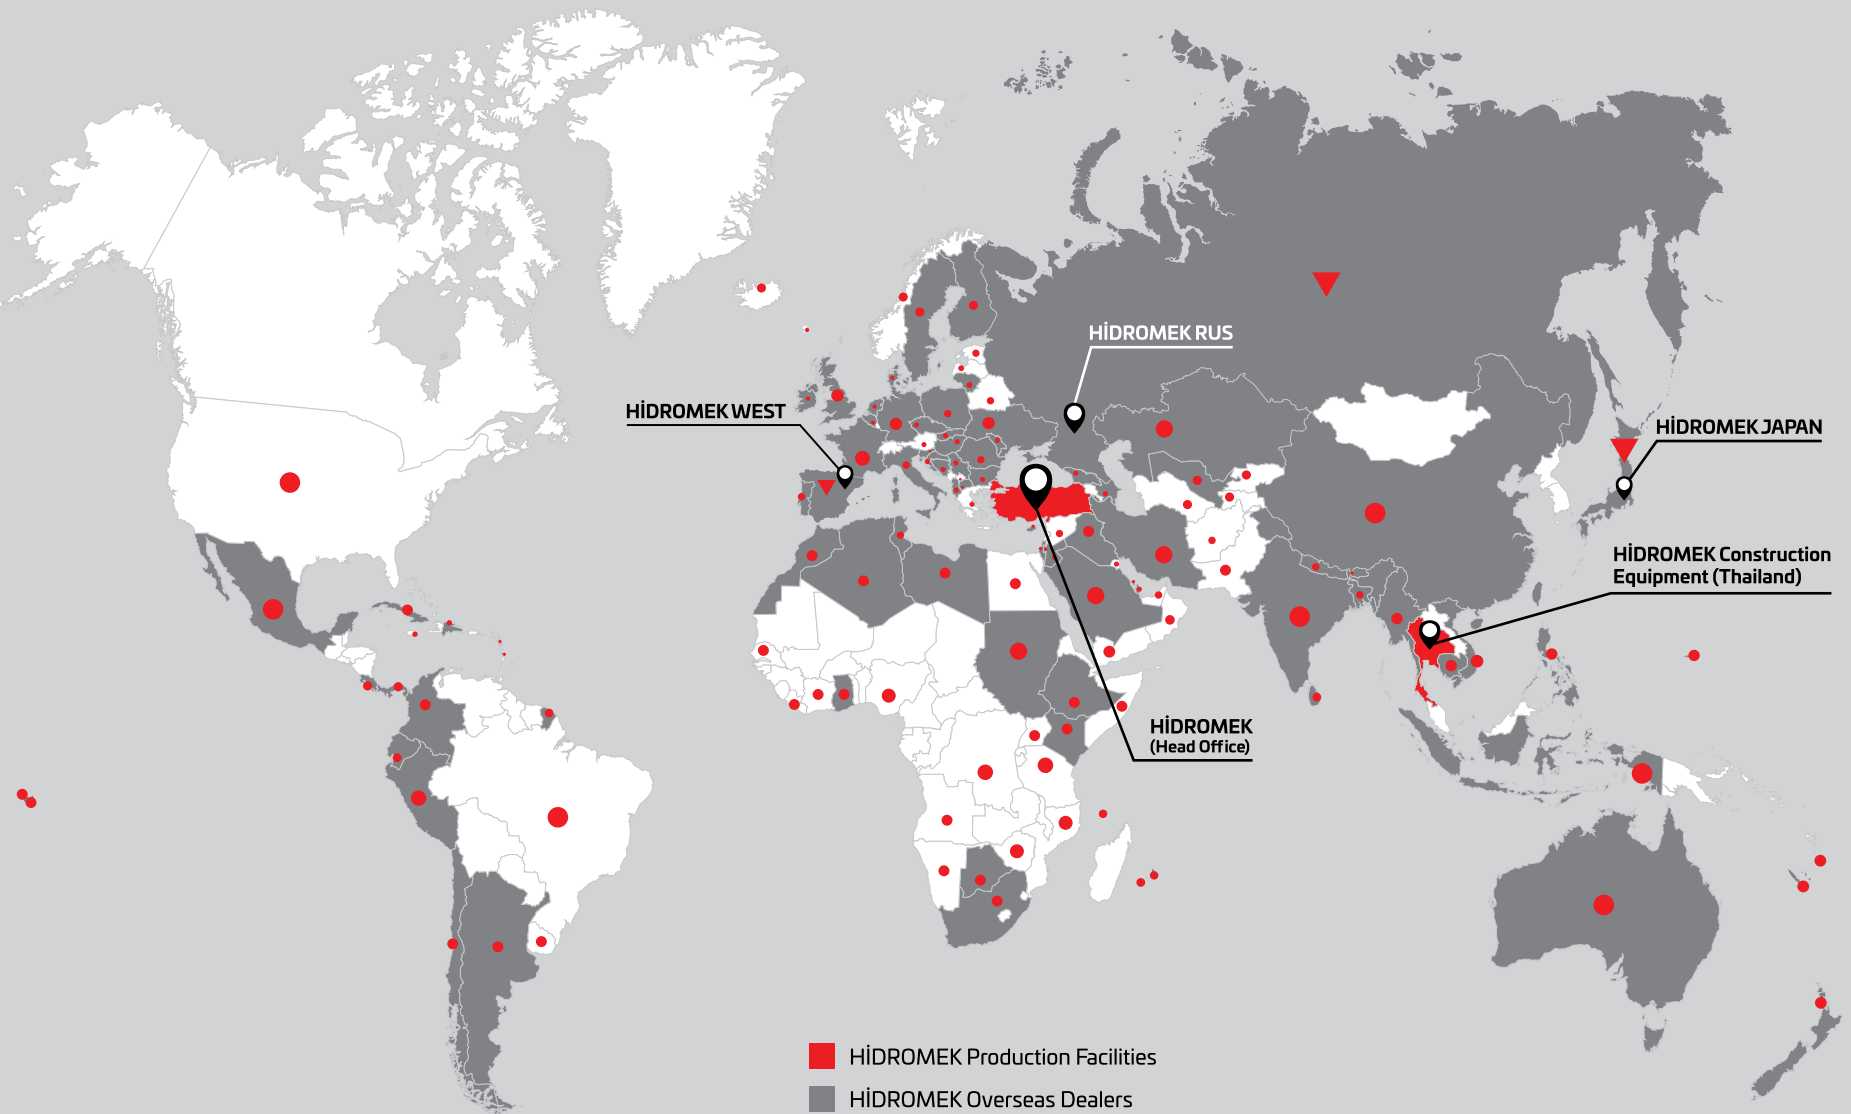 HİDROMEK RUS
HİDROMEK WEST
HİDROMEK JAPAN
HİDROMEK Construction
Equipment (Thailand)
HİDROMEK
(Head Office)
HİDROMEK Production Facilities
HİDROMEK Overseas Dealers